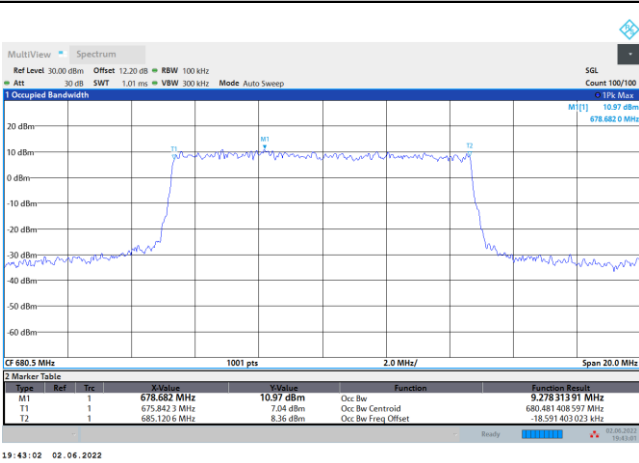 MultiView Spectrum
Ref Level 30.00 dBm Offset 12.20 dB RBW 100 kHz SGL
Att 30 dB SWT 1.01 ms VBW 300 kHz Mode Auto Sweep Count 100/100
1 Occupied Bandwidth 1Pk Max
M1[1] 10.97 dBm
678.682 0 MHz
20 dBm
M1
T1
T2
10 dBm
0 dBm
-10 dBm
-20 dBm
-30 dBm
-40 dBm
-50 dBm
-60 dBm
CF 680.5 MHz 1001 pts 2.0 MHz/ Span 20.0 MHz
2 Marker Table
Type Ref Trc X-Value Y-Value Function Function Result
M1 1 678.682 MHz 10.97 dBm Occ Bw 9.278 313 91 MHz
T1 1 675.842 3 MHz 7.04 dBm Occ Bw Centroid 680.481 408 597 MHz
T2 1 685.120 6 MHz 8.36 dBm Occ Bw Freq Offset -18.591 403 023 kHz
Ready 02.06.2022
19:43:01
19:43:02 02.06.2022